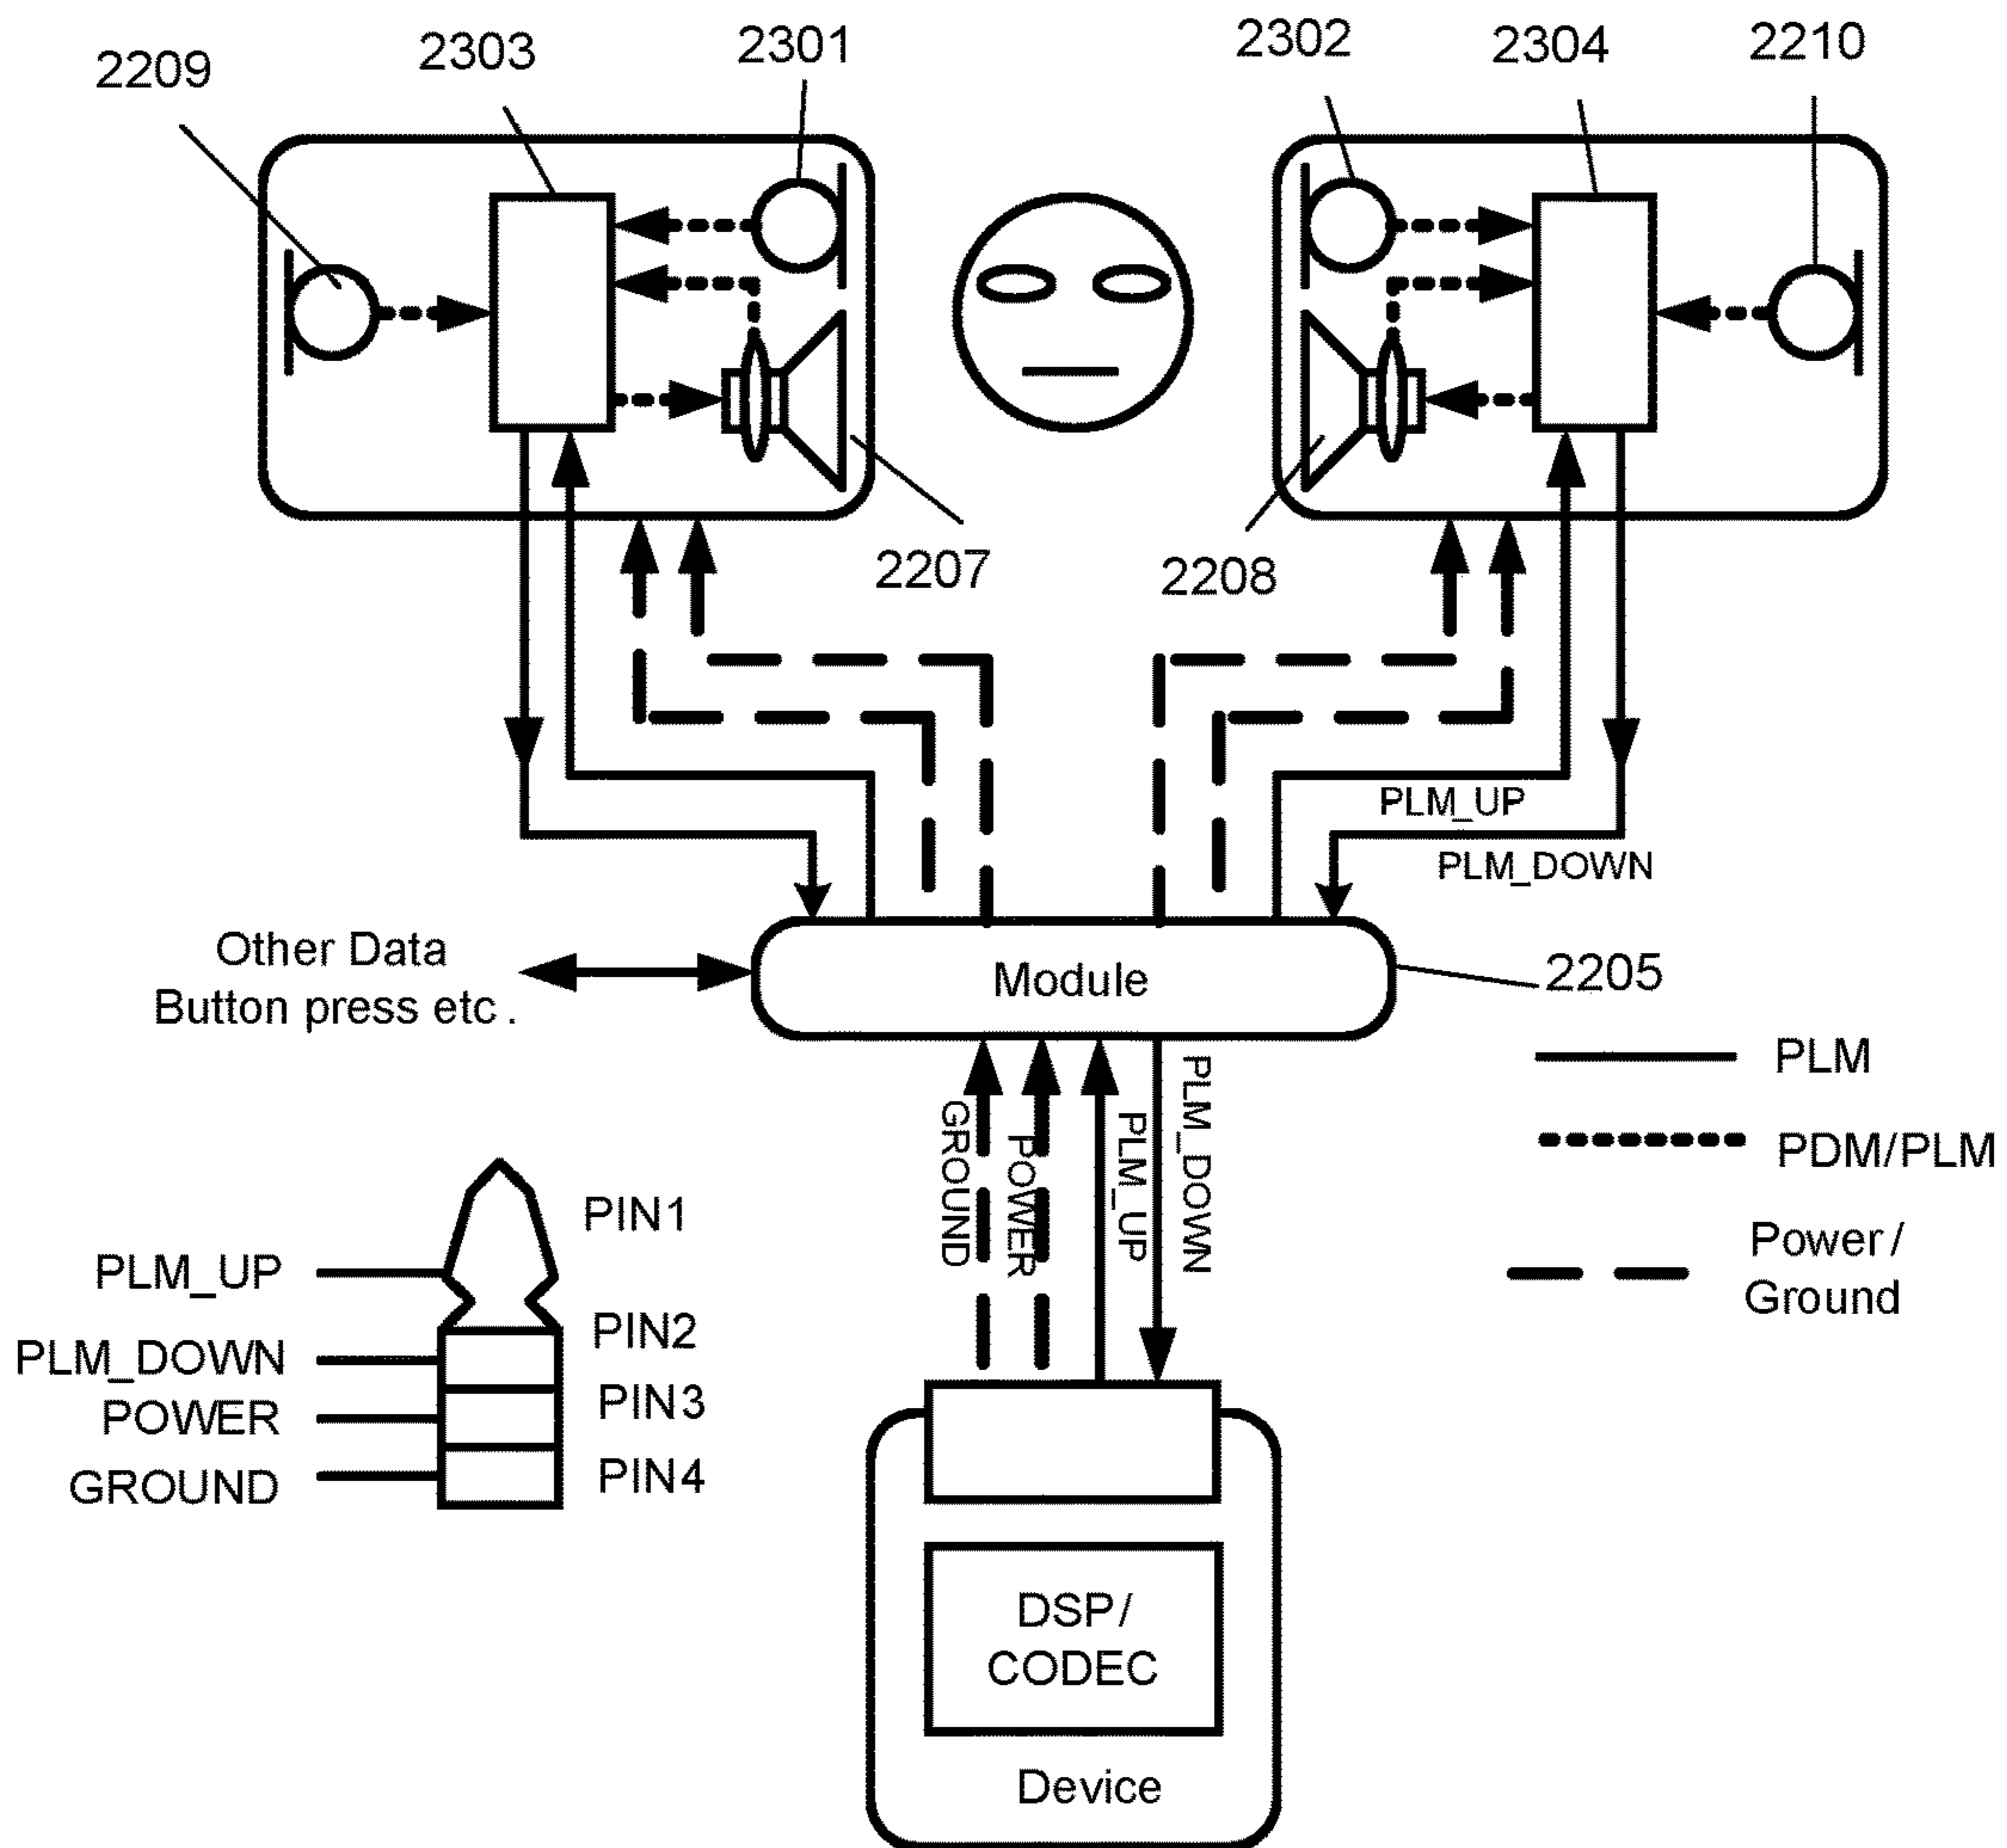 2209
2303
2301
2302
2304
2210
2207
2208
PLM_UP
PLM_DOWN
Other Data
Button press etc .
Module
2205
GROUND
POWER
PLM_UP
PLM_DOWN
PLM
PDM/PLM
Power /
Ground
PIN1
PLM_UP
PIN2
PLM_DOWN
PIN3
POWER
PIN4
GROUND
DSP/
CODEC
Device